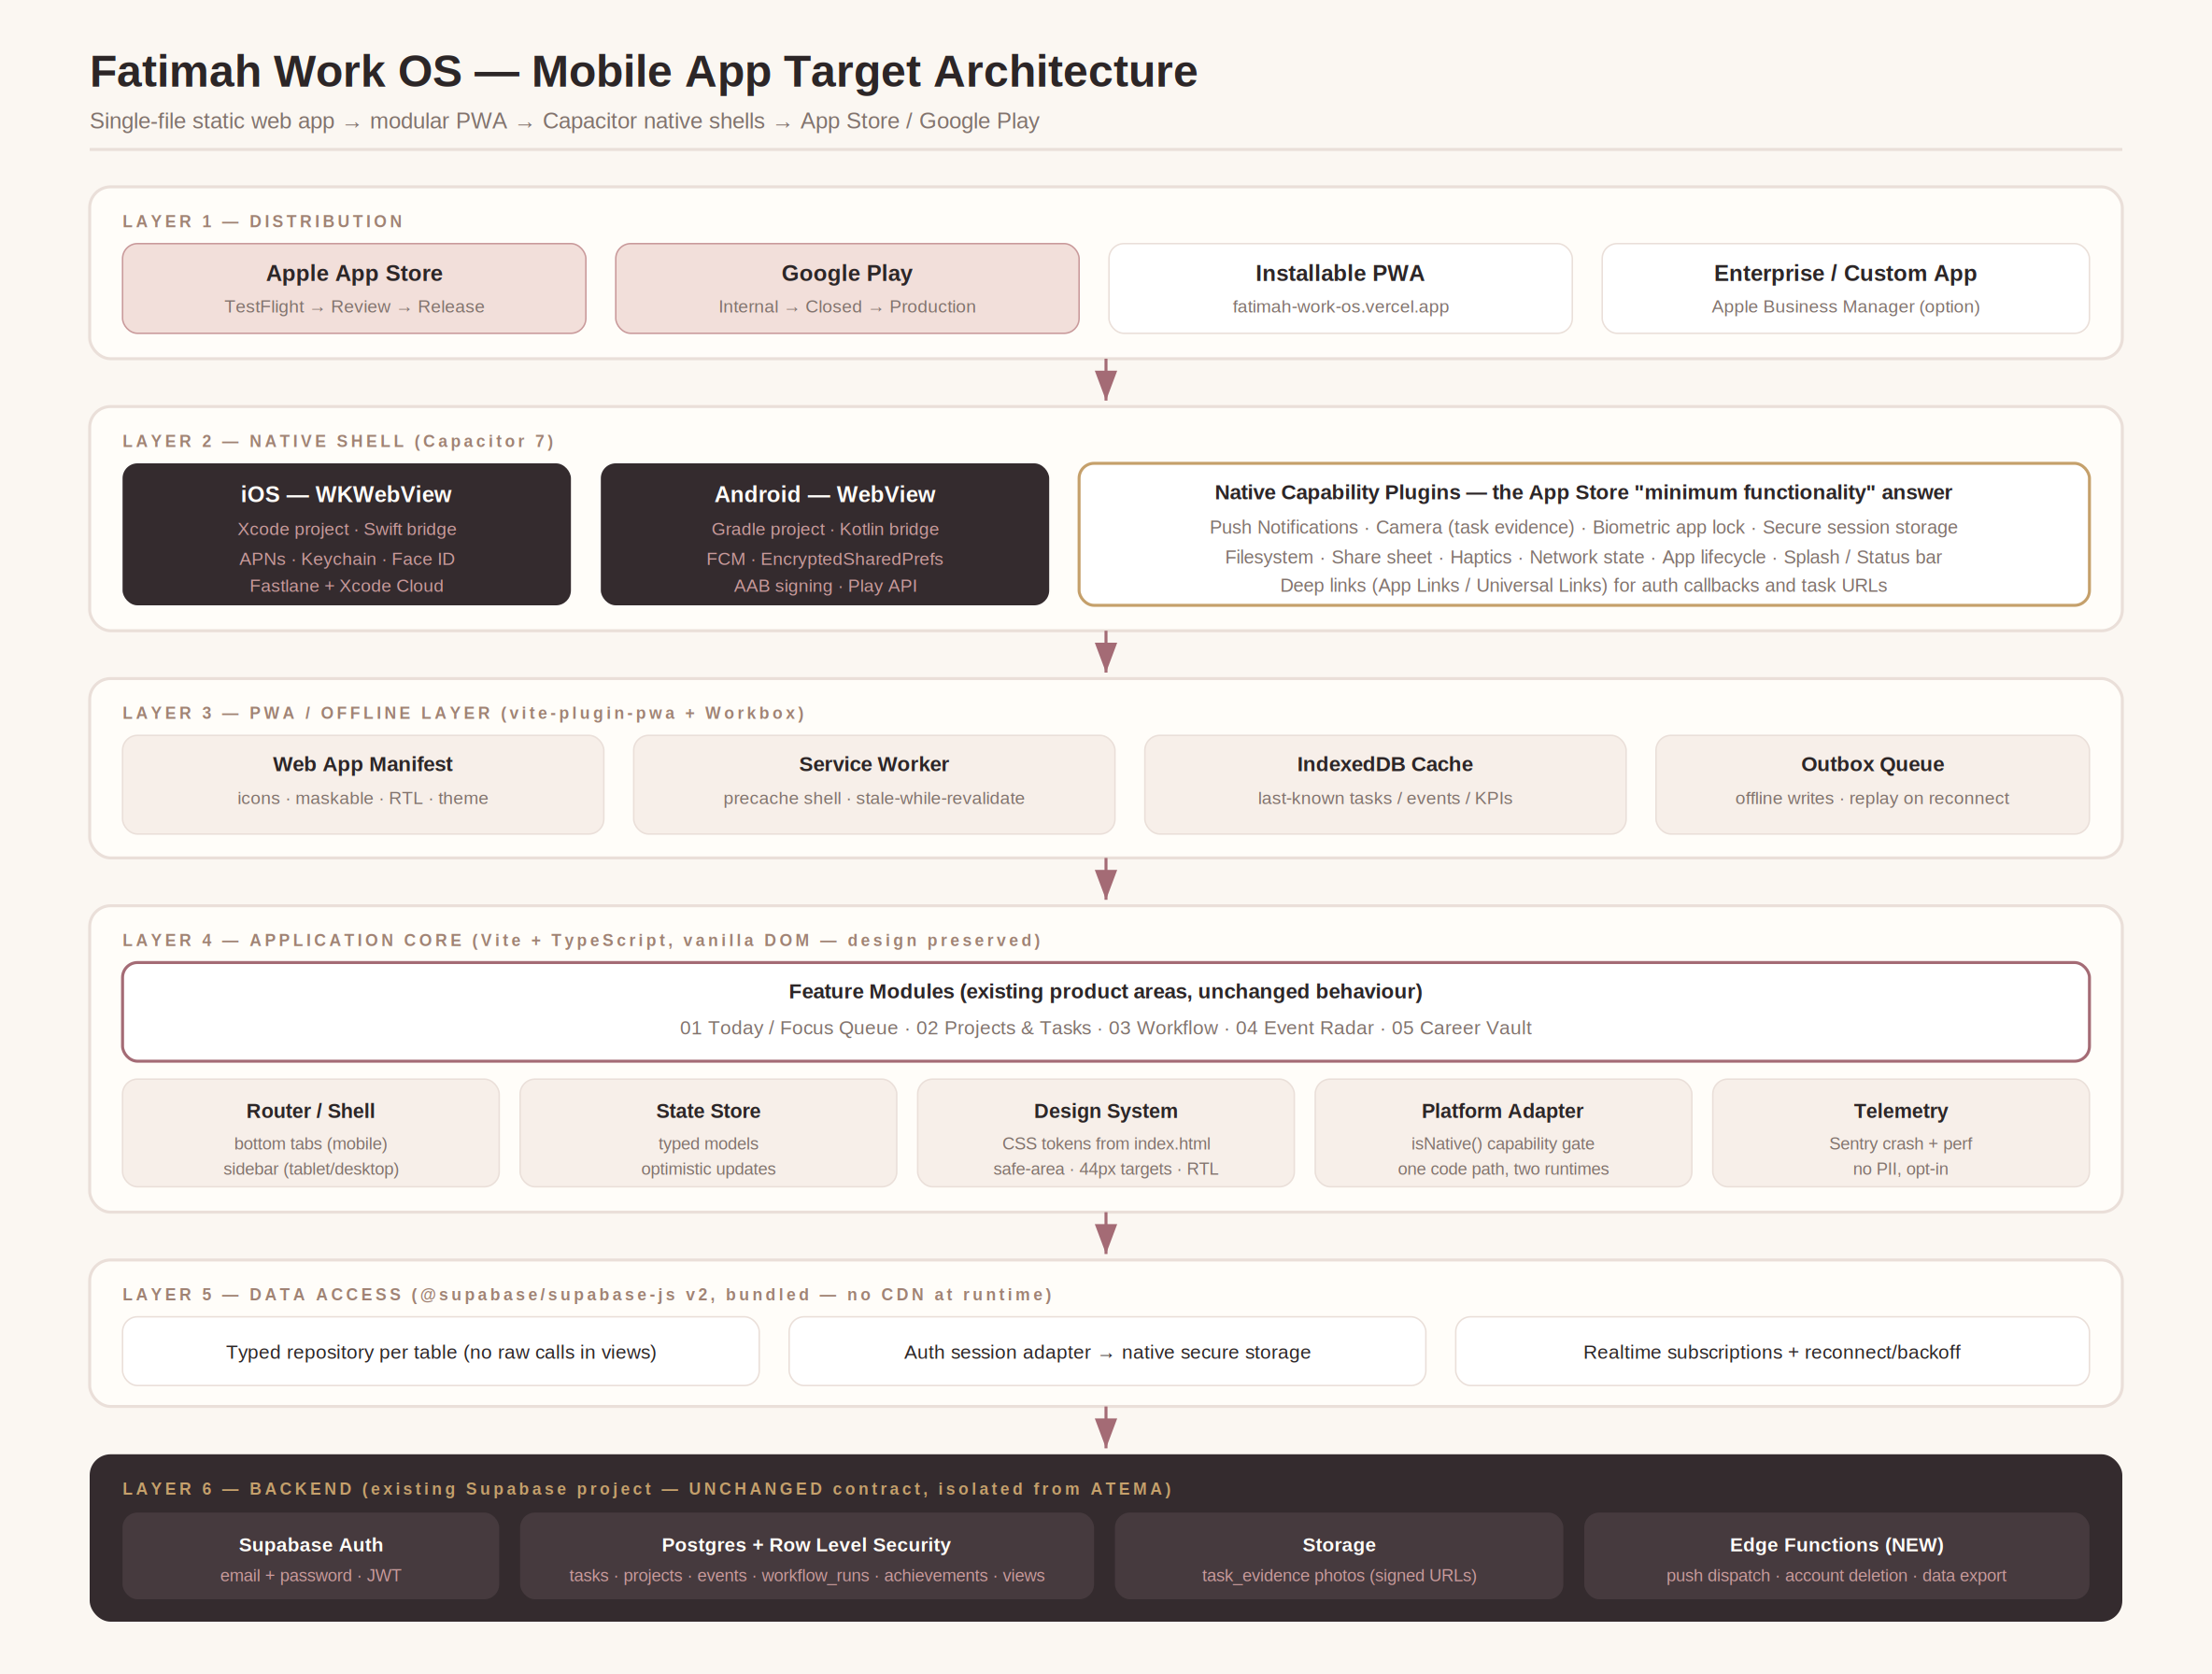 Fatimah Work OS — Mobile App Target Architecture
Single-file static web app → modular PWA → Capacitor native shells → App Store / Google Play
LAYER 1 — DISTRIBUTION
Apple App Store
TestFlight → Review → Release
Google Play
Internal → Closed → Production
Installable PWA
fatimah-work-os.vercel.app
Enterprise / Custom App
Apple Business Manager (option)
LAYER 2 — NATIVE SHELL (Capacitor 7)
iOS — WKWebView
Xcode project · Swift bridge
APNs · Keychain · Face ID
Fastlane + Xcode Cloud
Android — WebView
Gradle project · Kotlin bridge
FCM · EncryptedSharedPrefs
AAB signing · Play API
Native Capability Plugins — the App Store "minimum functionality" answer
Push Notifications · Camera (task evidence) · Biometric app lock · Secure session storage
Filesystem · Share sheet · Haptics · Network state · App lifecycle · Splash / Status bar
Deep links (App Links / Universal Links) for auth callbacks and task URLs
LAYER 3 — PWA / OFFLINE LAYER (vite-plugin-pwa + Workbox)
Web App Manifest
icons · maskable · RTL · theme
Service Worker
precache shell · stale-while-revalidate
IndexedDB Cache
last-known tasks / events / KPIs
Outbox Queue
offline writes · replay on reconnect
LAYER 4 — APPLICATION CORE (Vite + TypeScript, vanilla DOM — design preserved)
Feature Modules (existing product areas, unchanged behaviour)
01 Today / Focus Queue · 02 Projects & Tasks · 03 Workflow · 04 Event Radar · 05 Career Vault
Router / Shell
bottom tabs (mobile)
sidebar (tablet/desktop)
State Store
typed models
optimistic updates
Design System
CSS tokens from index.html
safe-area · 44px targets · RTL
Platform Adapter
isNative() capability gate
one code path, two runtimes
Telemetry
Sentry crash + perf
no PII, opt-in
LAYER 5 — DATA ACCESS (@supabase/supabase-js v2, bundled — no CDN at runtime)
Typed repository per table (no raw calls in views)
Auth session adapter → native secure storage
Realtime subscriptions + reconnect/backoff
LAYER 6 — BACKEND (existing Supabase project — UNCHANGED contract, isolated from ATEMA)
Supabase Auth
email + password · JWT
Postgres + Row Level Security
tasks · projects · events · workflow_runs · achievements · views
Storage
task_evidence photos (signed URLs)
Edge Functions (NEW)
push dispatch · account deletion · data export